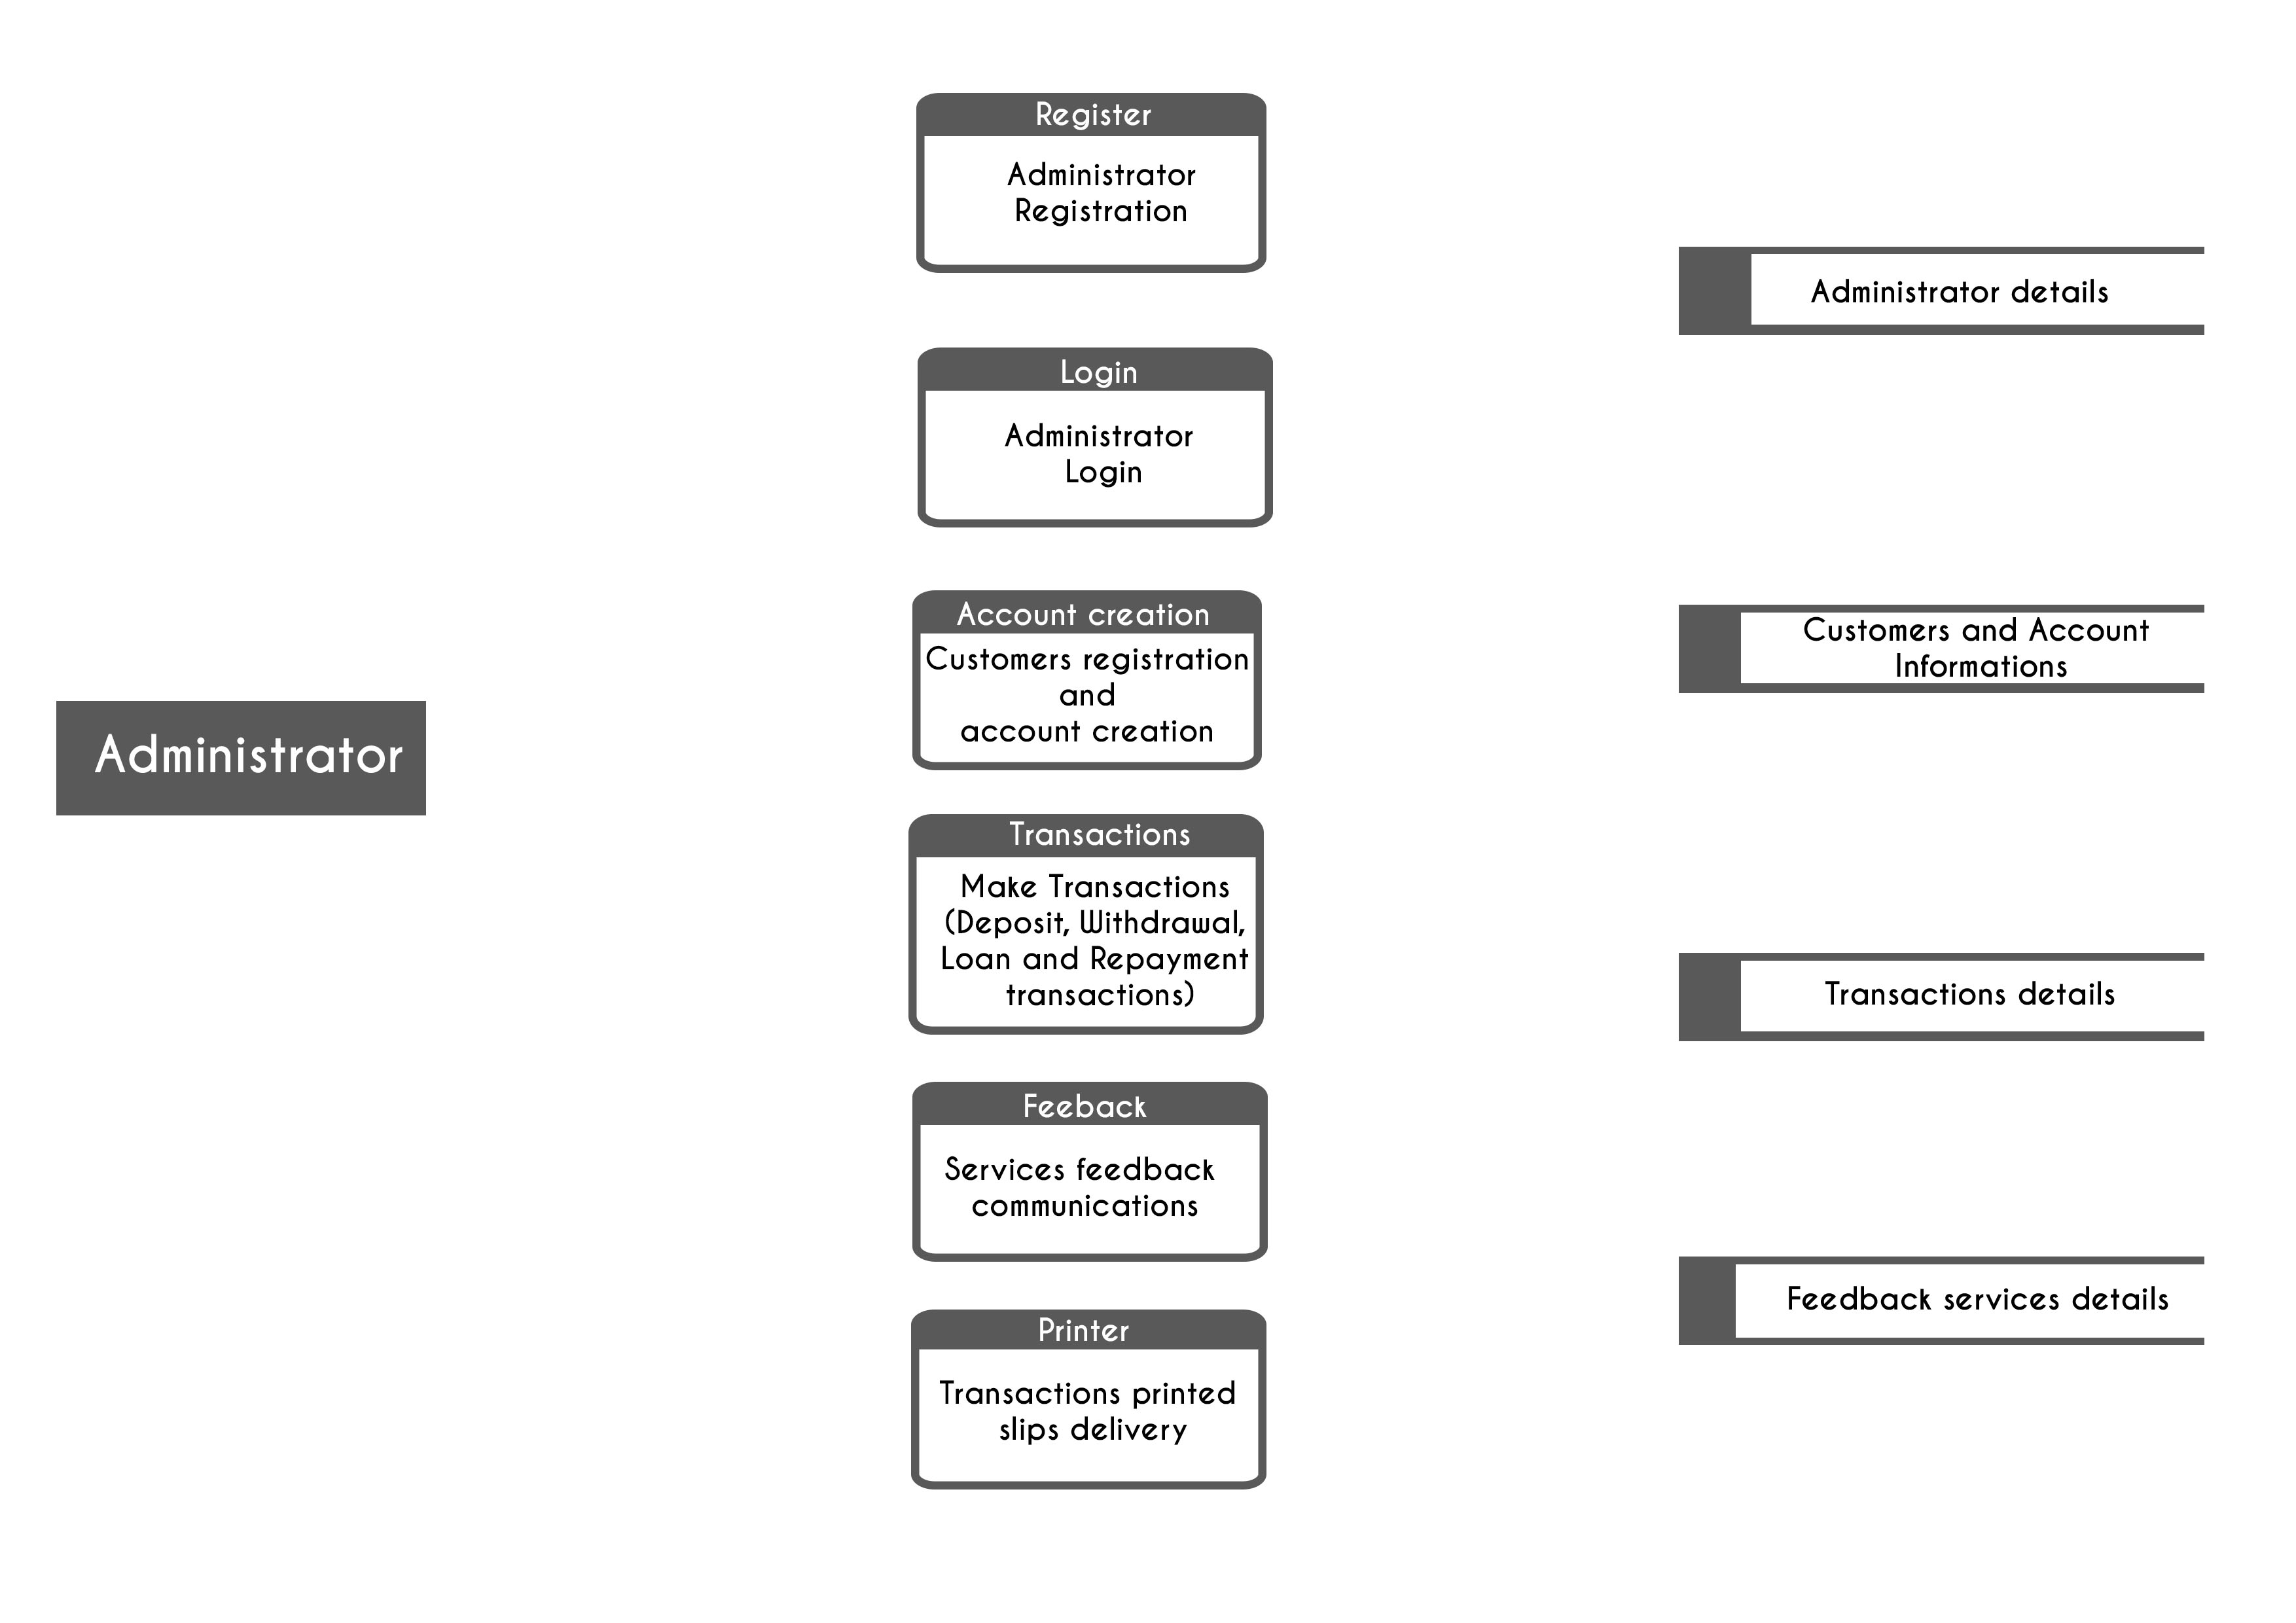 Register
Administrator
Registration
Administrator details
Login
Administrator
Login
Account creation
Customers registration
and
account creation
Customers and Account
Informations
Administrator
Transactions
Make Transactions
(Deposit, Withdrawal,
Loan and Repayment
transactions)
Transactions details
Feeback
Services feedback
communications
Feedback services details
Printer
Transactions printed
slips delivery